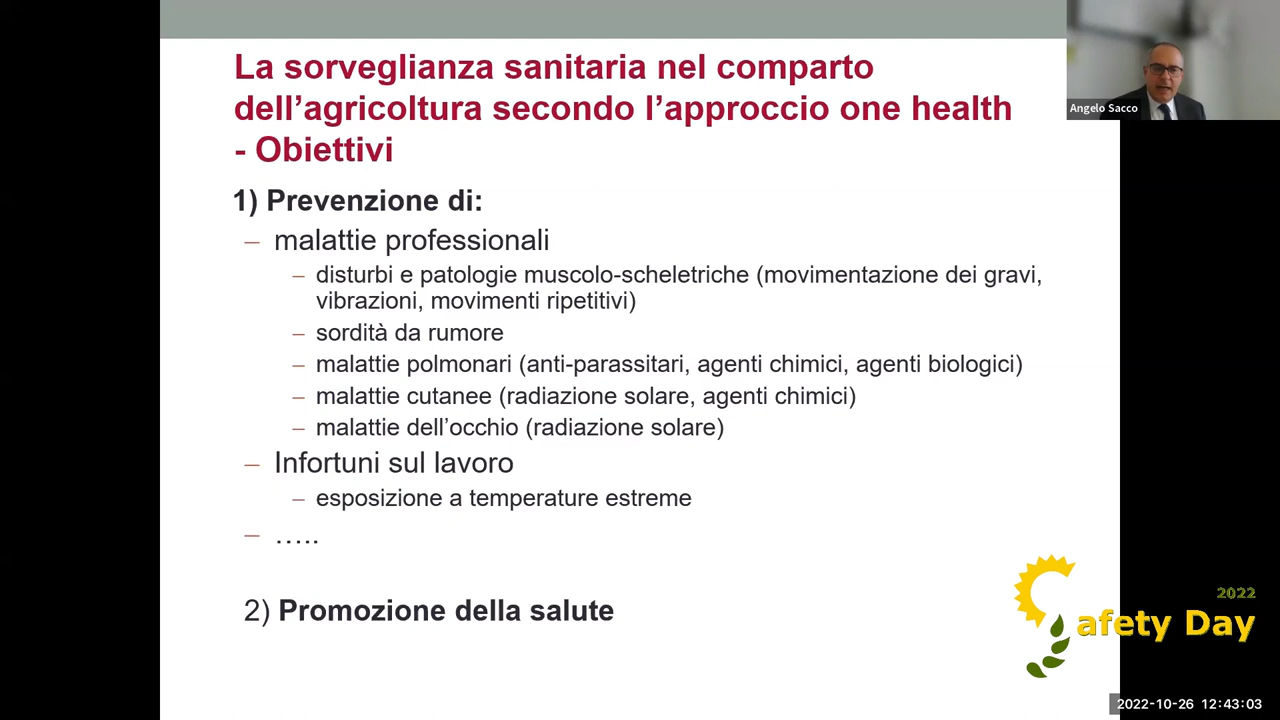 La sorveglianza sanitaria nel comparto
dell’agricoltura secondo l’approccio one health
- Obiettivi
Angelo Sacco
1) Prevenzione di:
– malattie professionali
– disturbi e patologie muscolo-scheletriche (movimentazione dei gravi,
vibrazioni, movimenti ripetitivi)
– sordità da rumore
– malattie polmonari (anti-parassitari, agenti chimici, agenti biologici)
– malattie cutanee (radiazione solare, agenti chimici)
– malattie dell’occhio (radiazione solare)
– Infortuni sul lavoro
– esposizione a temperature estreme
– …..
2) Promozione della salute
2022
afety Day
2022-10-26 12:43:03